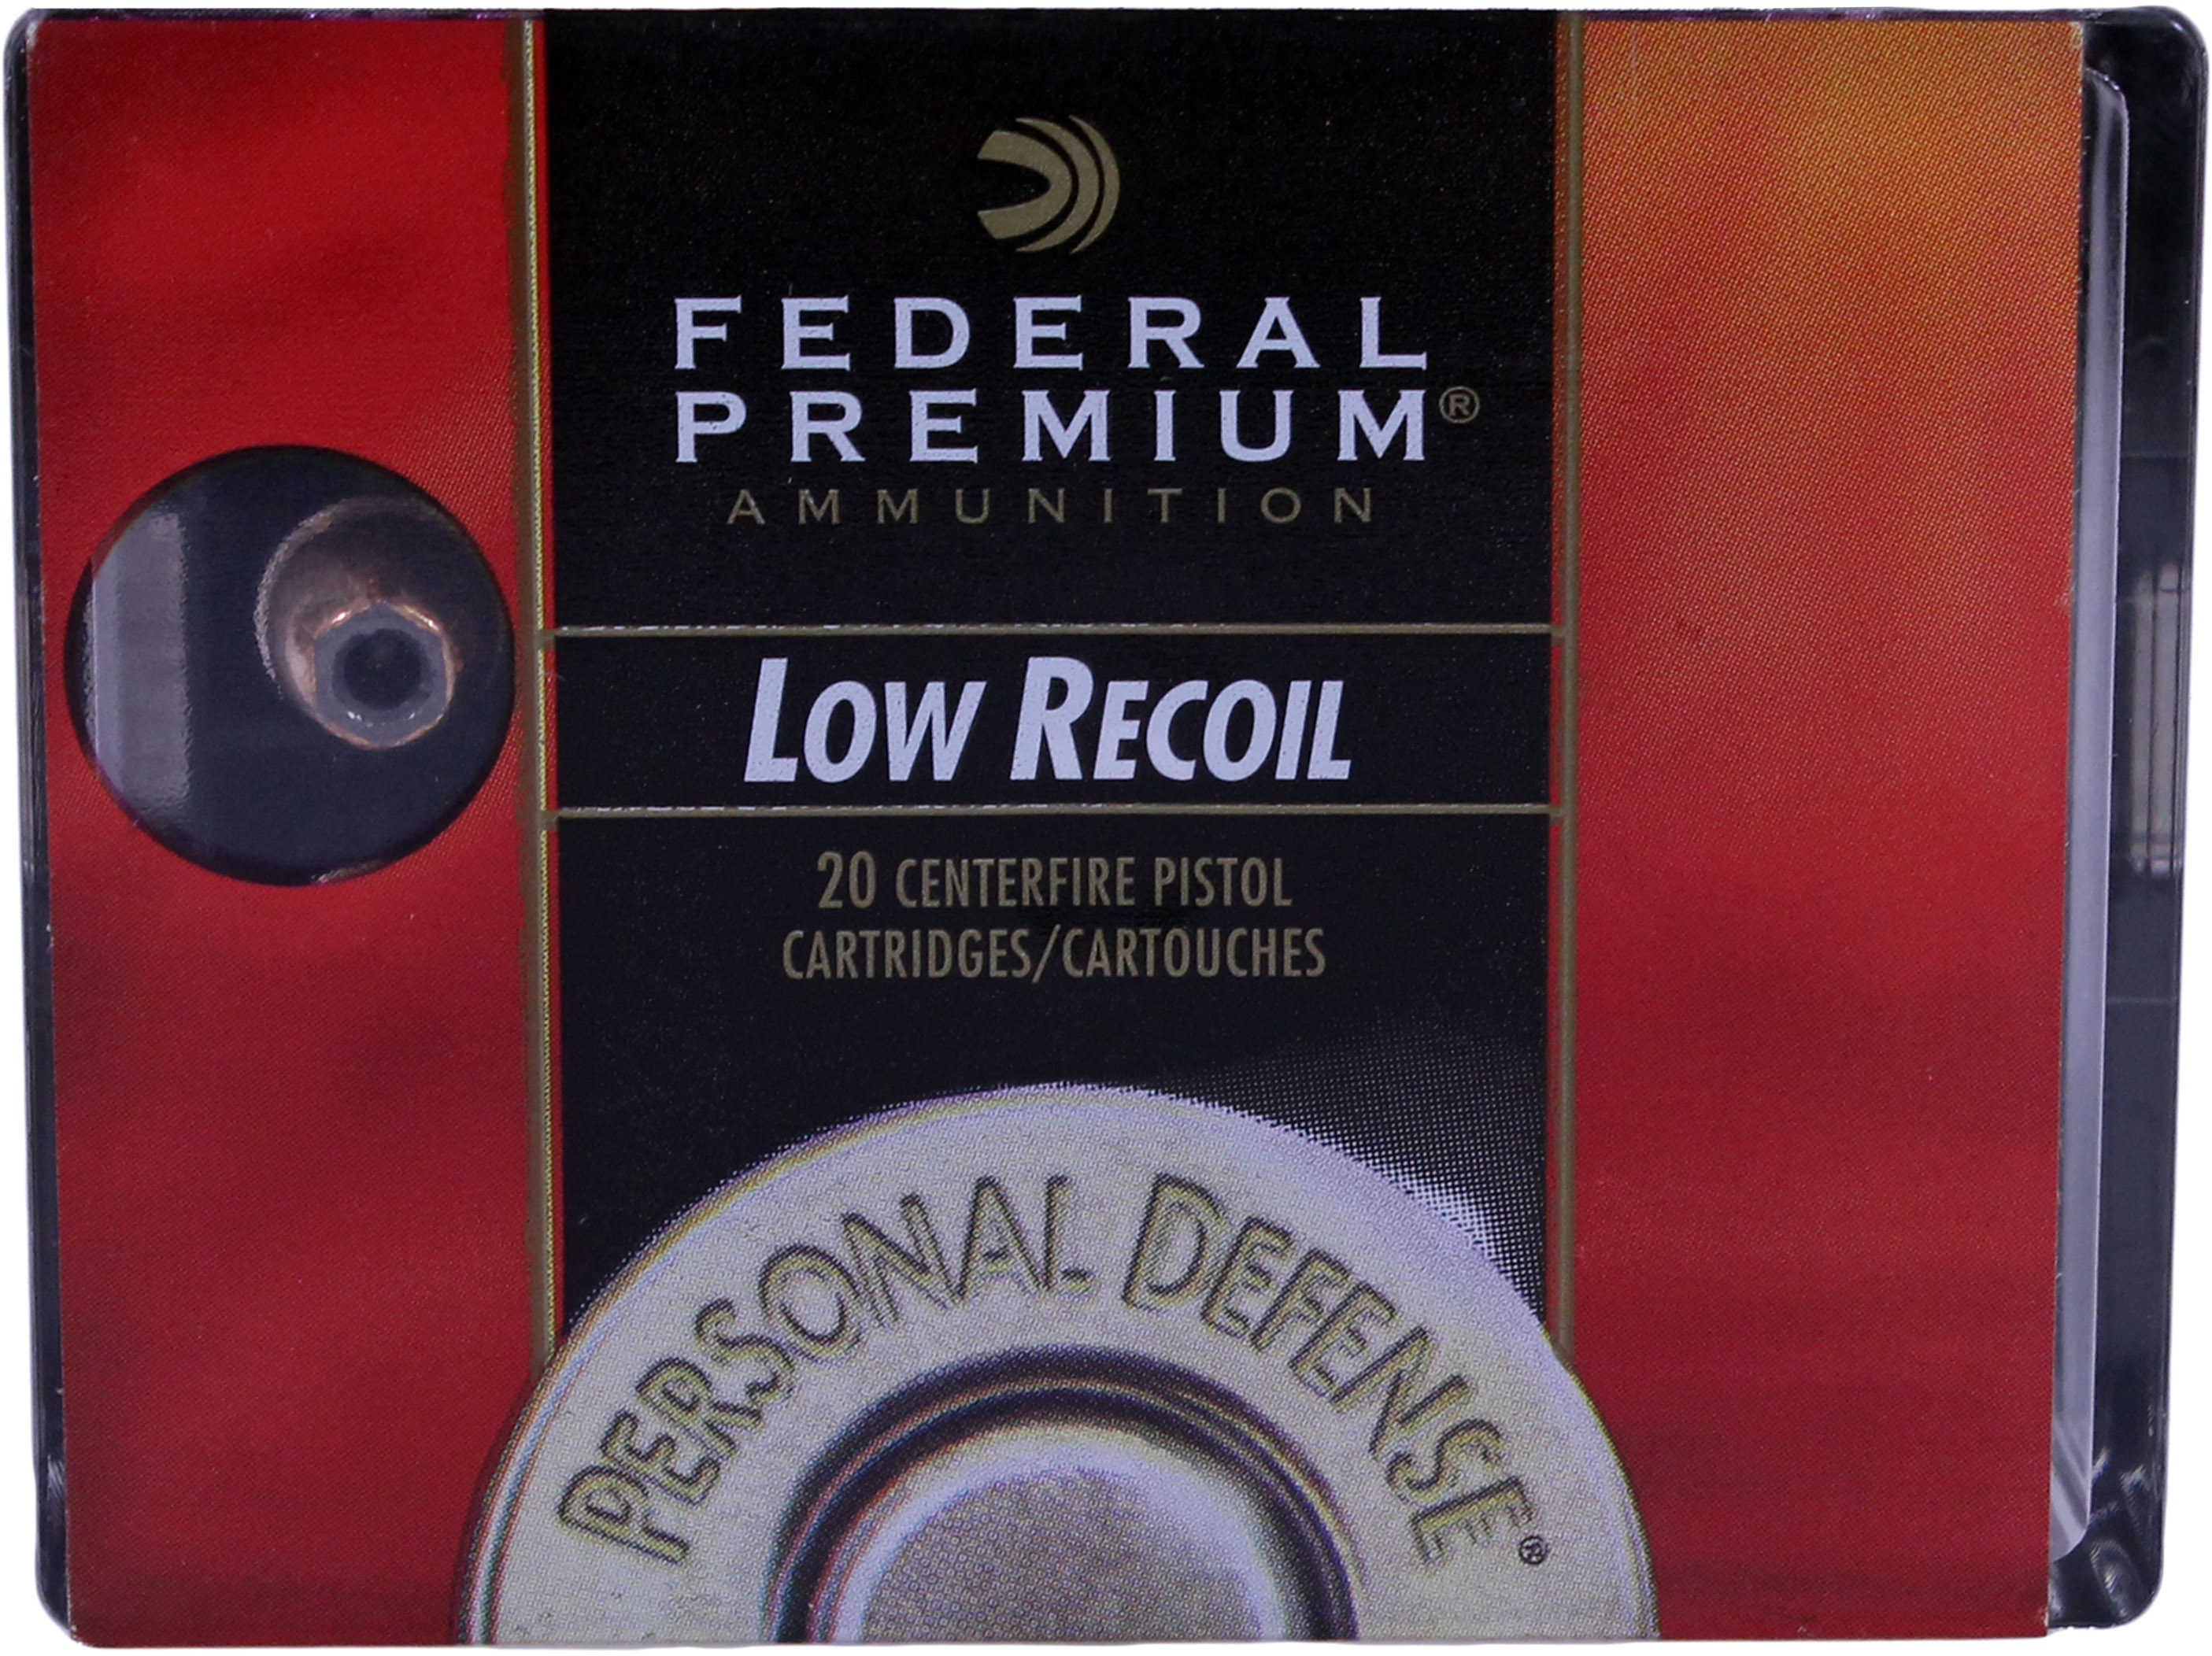 FEDERAL
PREMIUM®
AMMUNITION
LOW RECOIL
20 CENTERFIRE PISTOL
CARTRIDGES/CARTOUCHES
PERSONAL DEFENSE®